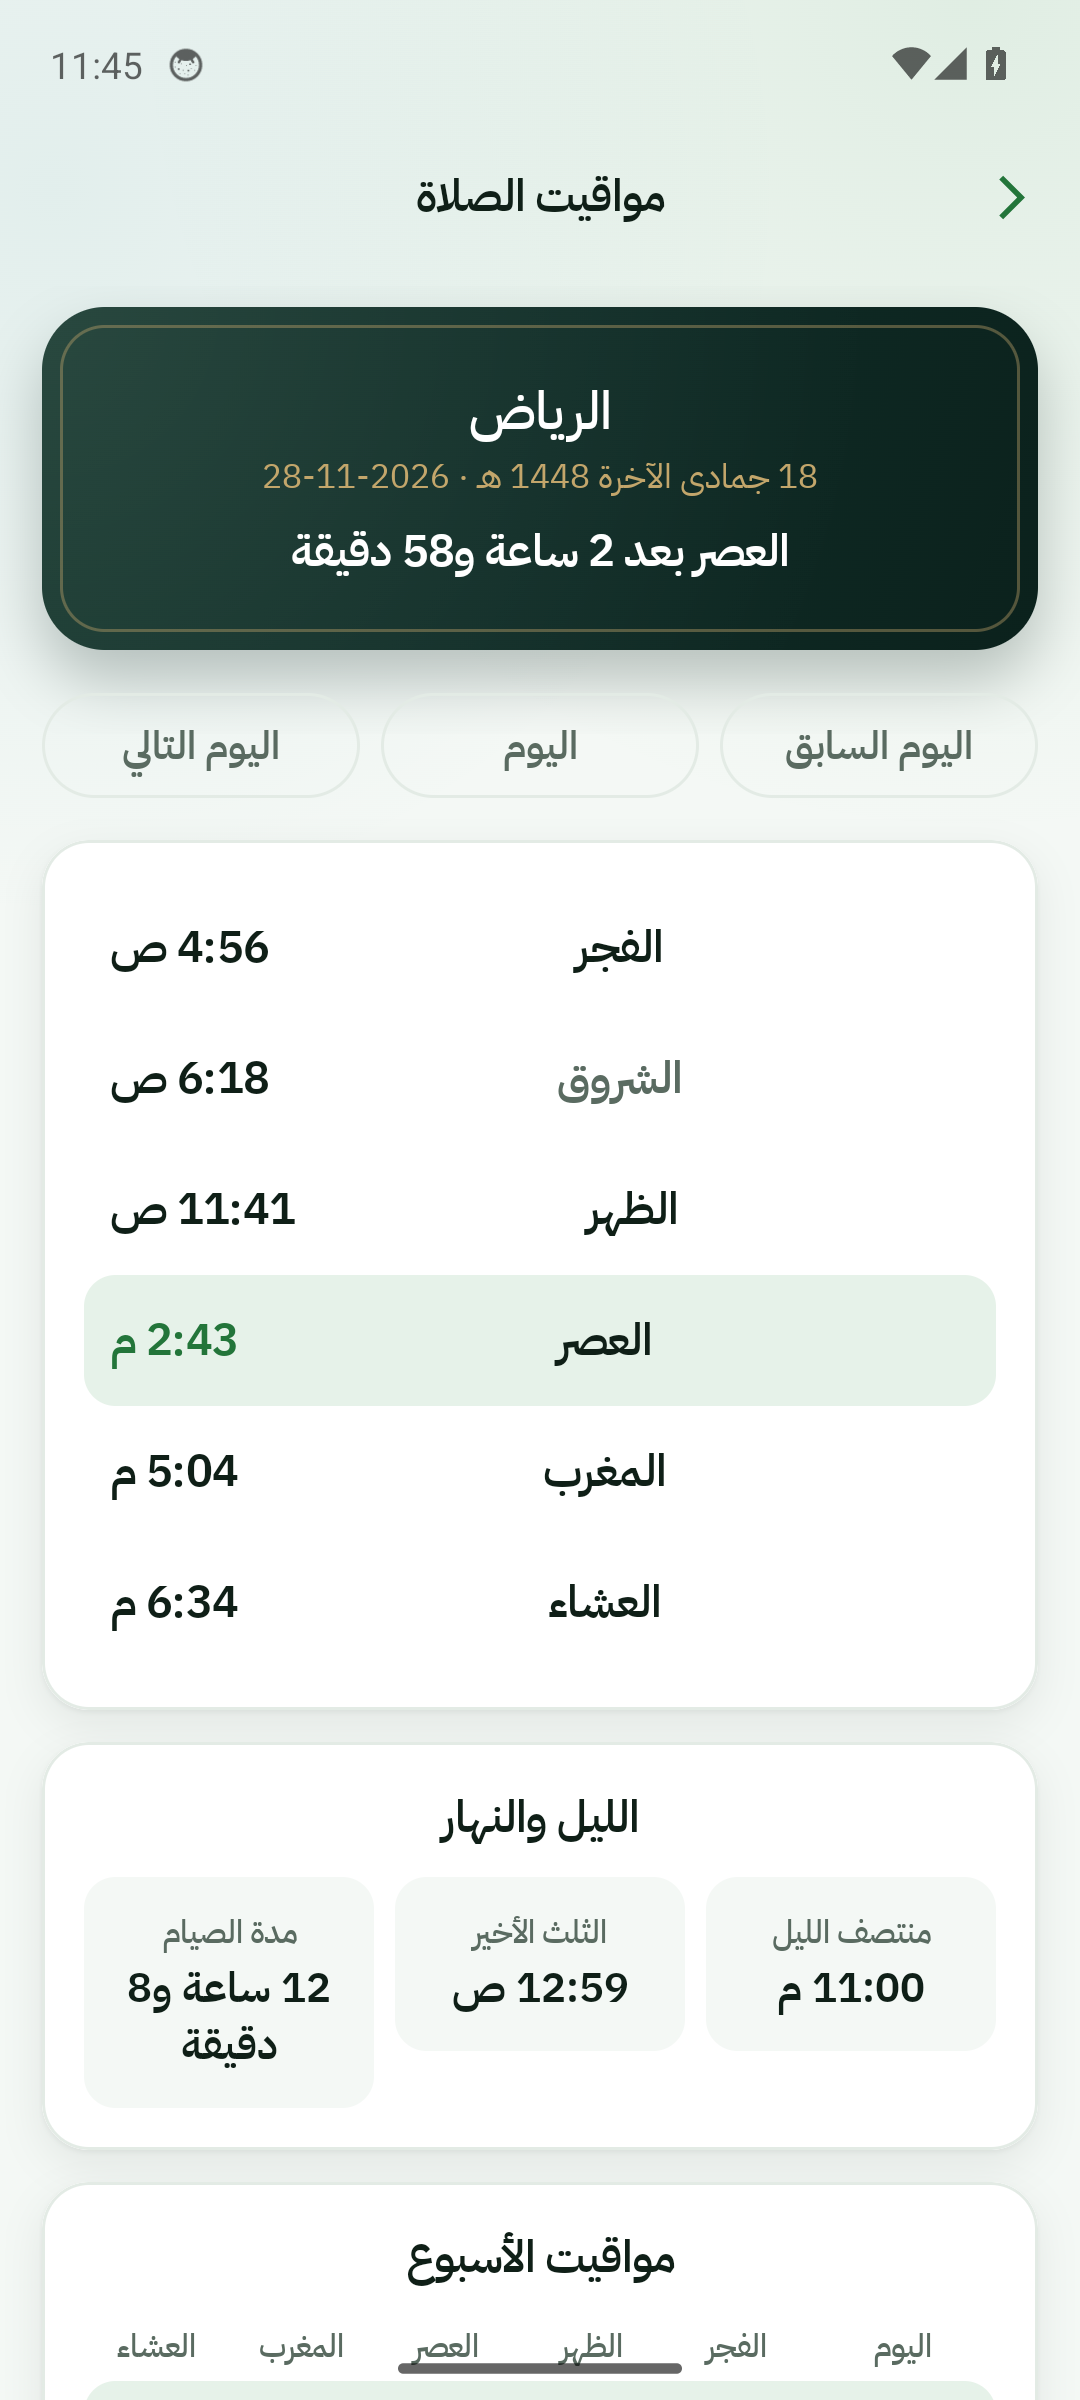 11:45
مواقيت الصلاة
الرياض
18 جمادى الآخرة 1448 هـ · 2026-11-28
العصر بعد 2 ساعة و58 دقيقة
اليوم السابق
اليوم
اليوم التالي
الفجر 4:56 ص
الشروق 6:18 ص
الظهر 11:41 ص
العصر 2:43 م
المغرب 5:04 م
العشاء 6:34 م
الليل والنهار
منتصف الليل
11:00 م
الثلث الأخير
12:59 ص
مدة الصيام
12 ساعة و8
دقيقة
مواقيت الأسبوع
اليوم الفجر الظهر العصر المغرب العشاء